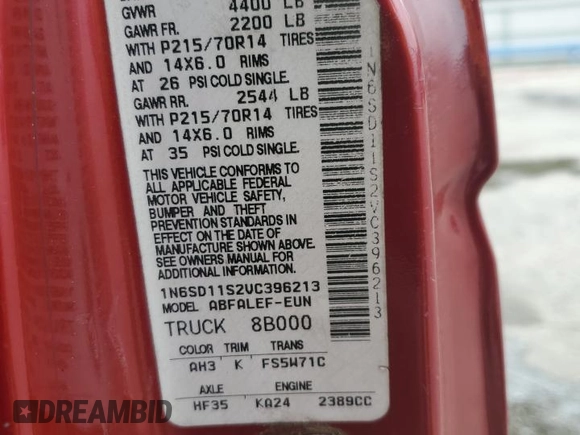 GVWR 4400 LB
GAWR FR. 2200 LB
WITH P215/70R14 TIRES
AND 14X6.0 RIMS
AT 26 PSI COLD SINGLE.
GAWR RR. 2544 LB
WITH P215/70R14 TIRES
AND 14X6.0 RIMS
AT 35 PSI COLD SINGLE.
THIS VEHICLE CONFORMS TO ALL
APPLICABLE FEDERAL
MOTOR VEHICLE SAFETY,
BUMPER AND THEFT
PREVENTION STANDARDS IN
EFFECT ON THE DATE OF
MANUFACTURE SHOWN ABOVE.
SEE OWNERS MANUAL FOR
ADDITIONAL INFORMATION
1N6SD11S2VC396213
MODEL ABFALEF-EUN
TRUCK 8B000
COLOR TRIM TRANS
AH3 K FS5W71C
AXLE ENGINE
HF35 KA24 2389CC
1N6SD11S2VC396213
DREAMBID